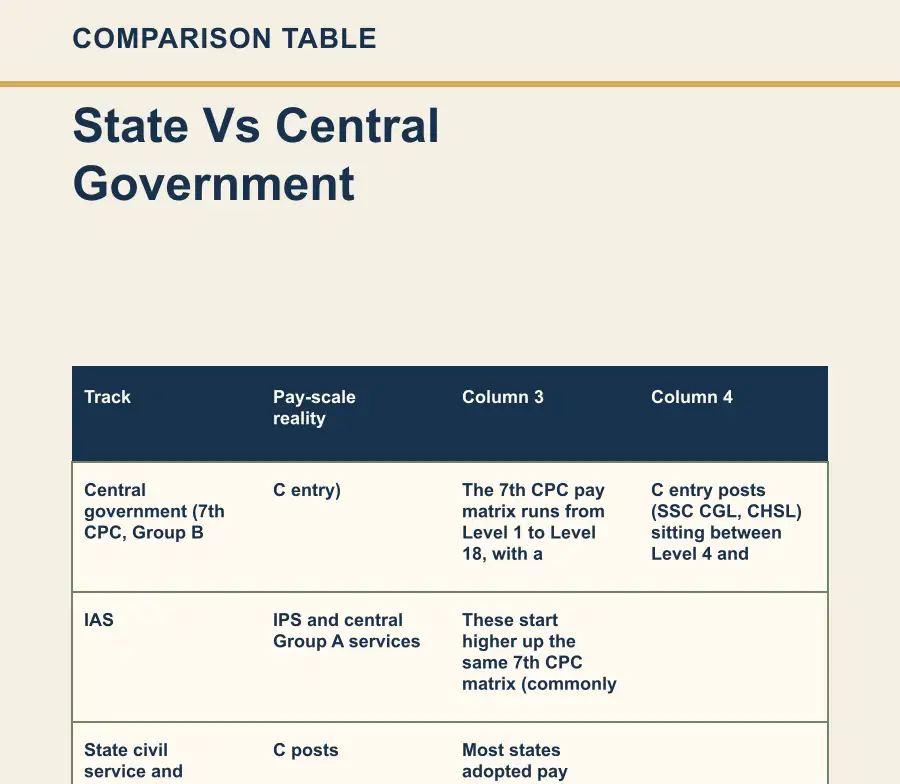 COMPARISON TABLE
State Vs Central
Government
Track
Pay-scale
reality
Column 3
Column 4
Central
government (7th
CPC, Group B
C entry)
The 7th CPC pay
matrix runs from
Level 1 to Level
18, with a
C entry posts
(SSC CGL, CHSL)
sitting between
Level 4 and
IAS
IPS and central
Group A services
These start
higher up the
same 7th CPC
matrix (commonly
State civil
service and
C posts
Most states
adopted pay